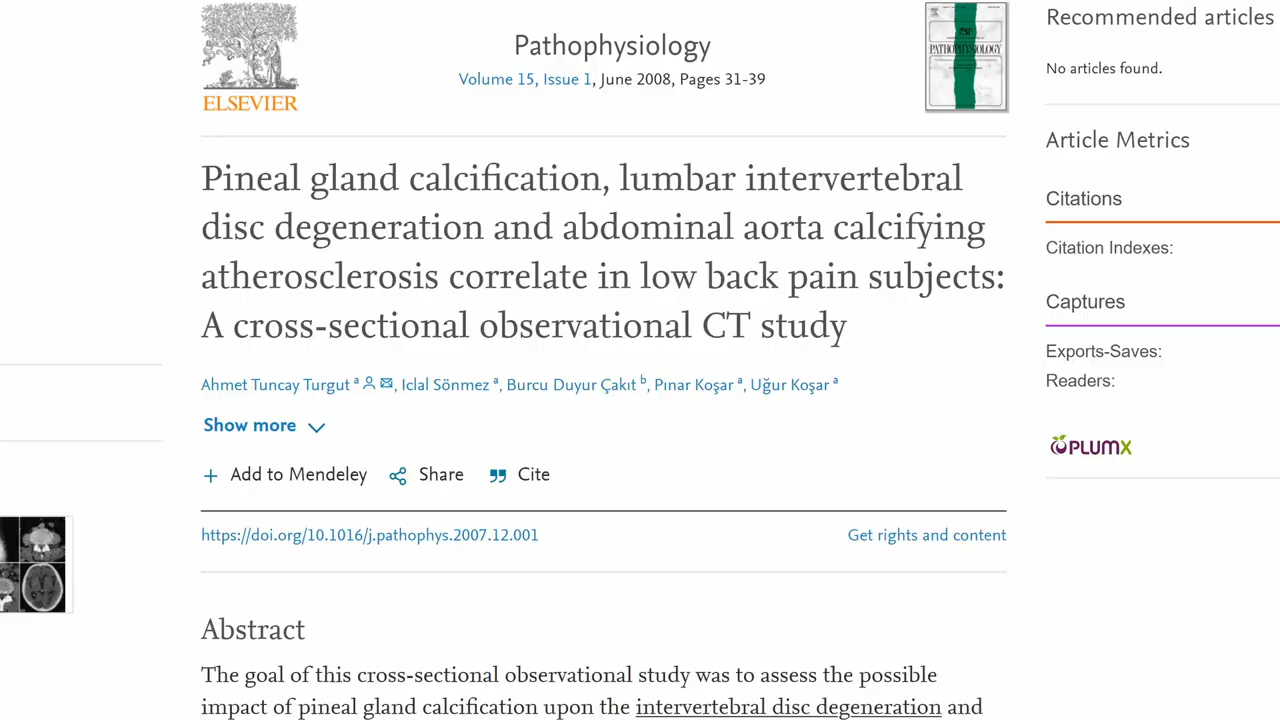 ELSEVIER
Pathophysiology
Volume 15, Issue 1, June 2008, Pages 31-39
PATHOPHYSIOLOGY
Pineal gland calcification, lumbar intervertebral
disc degeneration and abdominal aorta calcifying
atherosclerosis correlate in low back pain subjects:
A cross-sectional observational CT study
Ahmet Tuncay Turgut a, Iclal Sönmez a, Burcu Duyur Çakıt b, Pınar Koşar a, Uğur Koşar a
Show more
Add to Mendeley Share Cite
https://doi.org/10.1016/j.pathophys.2007.12.001 Get rights and content
Abstract
The goal of this cross-sectional observational study was to assess the possible
impact of pineal gland calcification upon the intervertebral disc degeneration and
Recommended articles
No articles found.
Article Metrics
Citations
Citation Indexes:
Captures
Exports-Saves:
Readers:
PLUMX